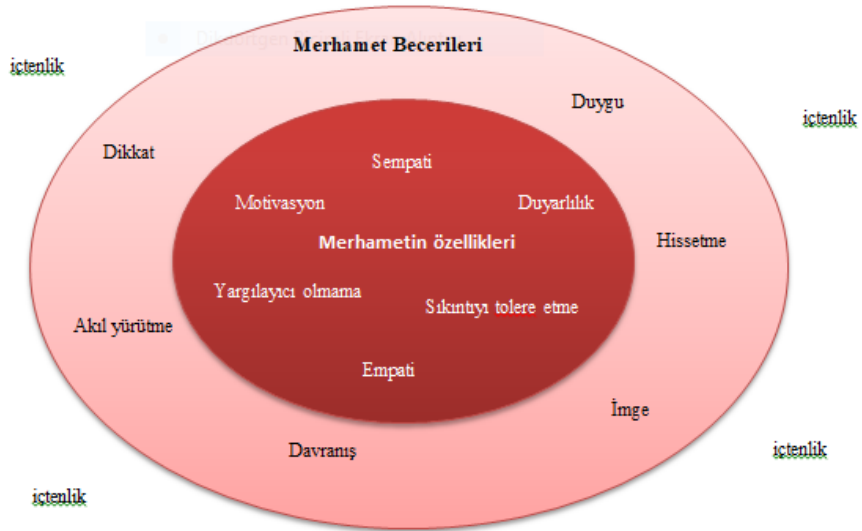 Merhamet Becerileri
içtenlik
Duygu
içtenlik
Dikkat
Sempati
Motivasyon
Duyarlılık
Merhametin özellikleri
Hissetme
Yargılayıcı olmama
Sıkıntıyı tolere etme
Akıl yürütme
Empati
İmge
Davranış
içtenlik
içtenlik